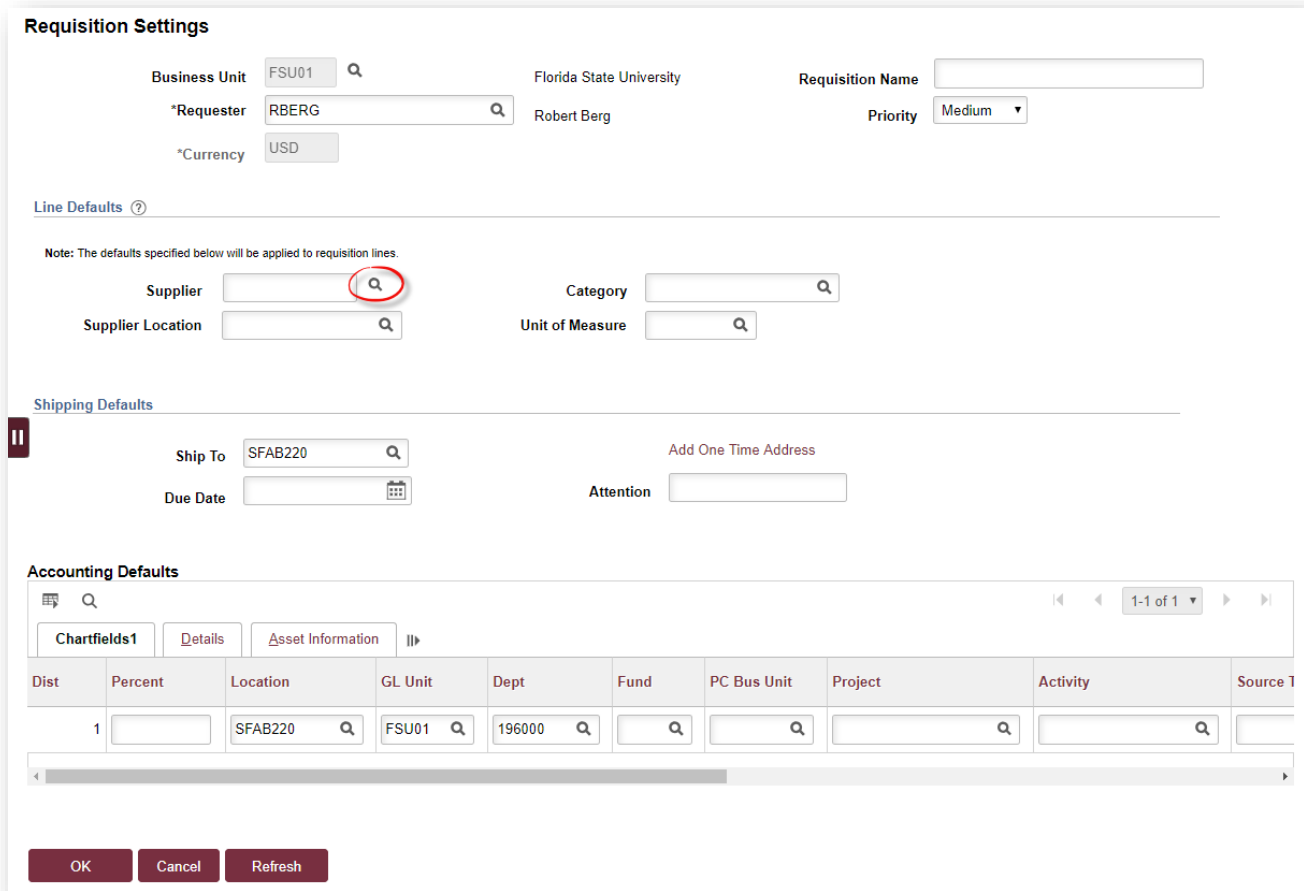 Requisition Settings
Business Unit FSU01 Florida State University Requisition Name
*Requester RBERG Robert Berg Priority Medium
*Currency USD
Line Defaults ?
Note: The defaults specified below will be applied to requisition lines.
Supplier Category
Supplier Location Unit of Measure
Shipping Defaults
Ship To SFAB220 Add One Time Address
Due Date Attention
Accounting Defaults
1-1 of 1
Chartfields1 Details Asset Information
Dist Percent Location GL Unit Dept Fund PC Bus Unit Project Activity Source T
1 SFAB220 FSU01 196000
OK Cancel Refresh